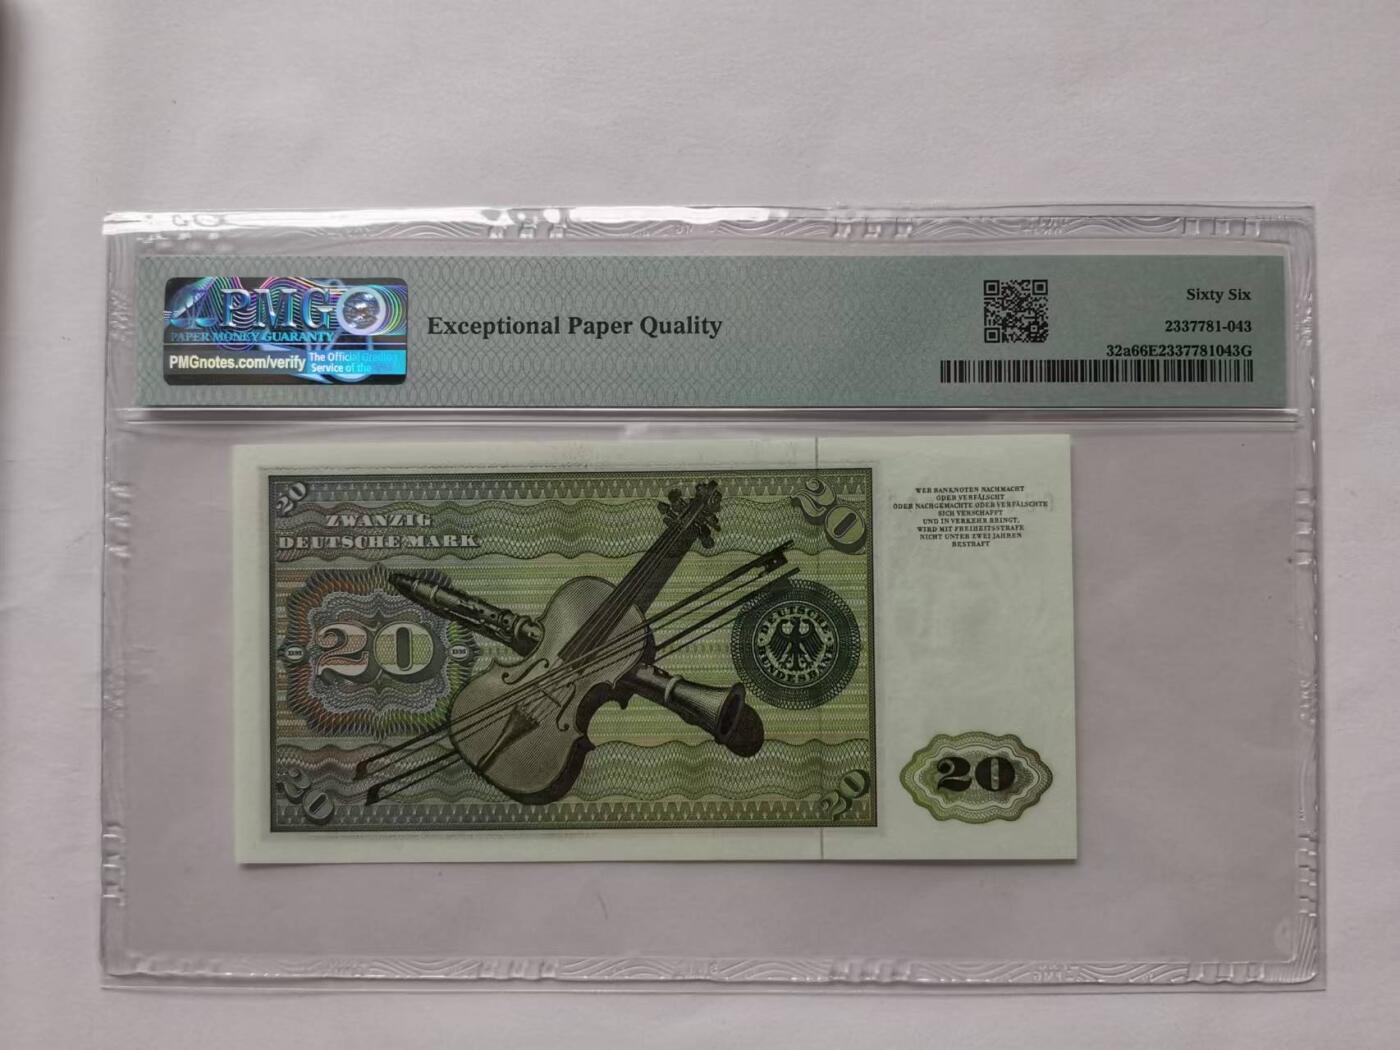 PMG
PAPER MONEY GUARANTY
PMGnotes.com/verify
The Official Grading
Service of the
Exceptional Paper Quality
Sixty Six
2337781-043
32a66E2337781043G
20
ZWANZIG
DEUTSCHE MARK
20
WER BANKNOTEN NACHMACHT
ODER VERFÄLSCHT
ODER NACHGEMACHTE ODER VERFÄLSCHTE
SICH VERSCHAFFT
UND IN VERKEHR BRINGT,
WIRD MIT FREIHEITSSTRAFE
NICHT UNTER ZWEI JAHREN
BESTRAFT
DM 20 DM
DEUTSCHE
BUNDESBANK
20
20
20